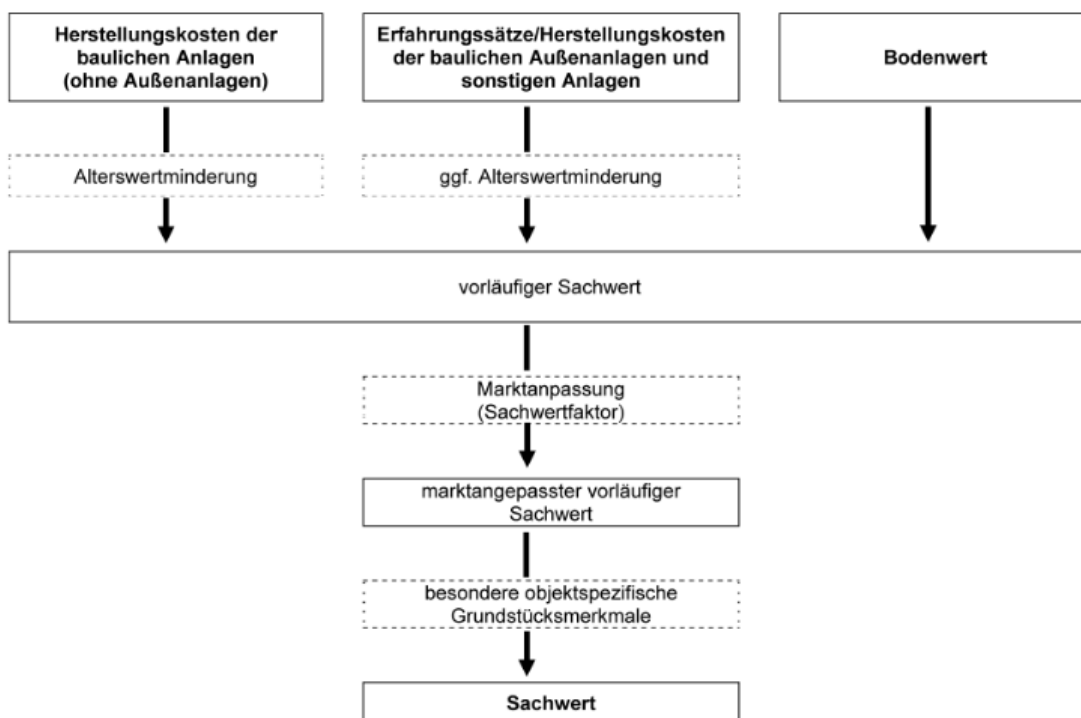 Herstellungskosten der
baulichen Anlagen
(ohne Außenanlagen)
Erfahrungssätze/Herstellungskosten
der baulichen Außenanlagen und
sonstigen Anlagen
Bodenwert
Alterswertminderung
ggf. Alterswertminderung
vorläufiger Sachwert
Marktanpassung
(Sachwertfaktor)
marktangepasster vorläufiger
Sachwert
besondere objektspezifische
Grundstücksmerkmale
Sachwert